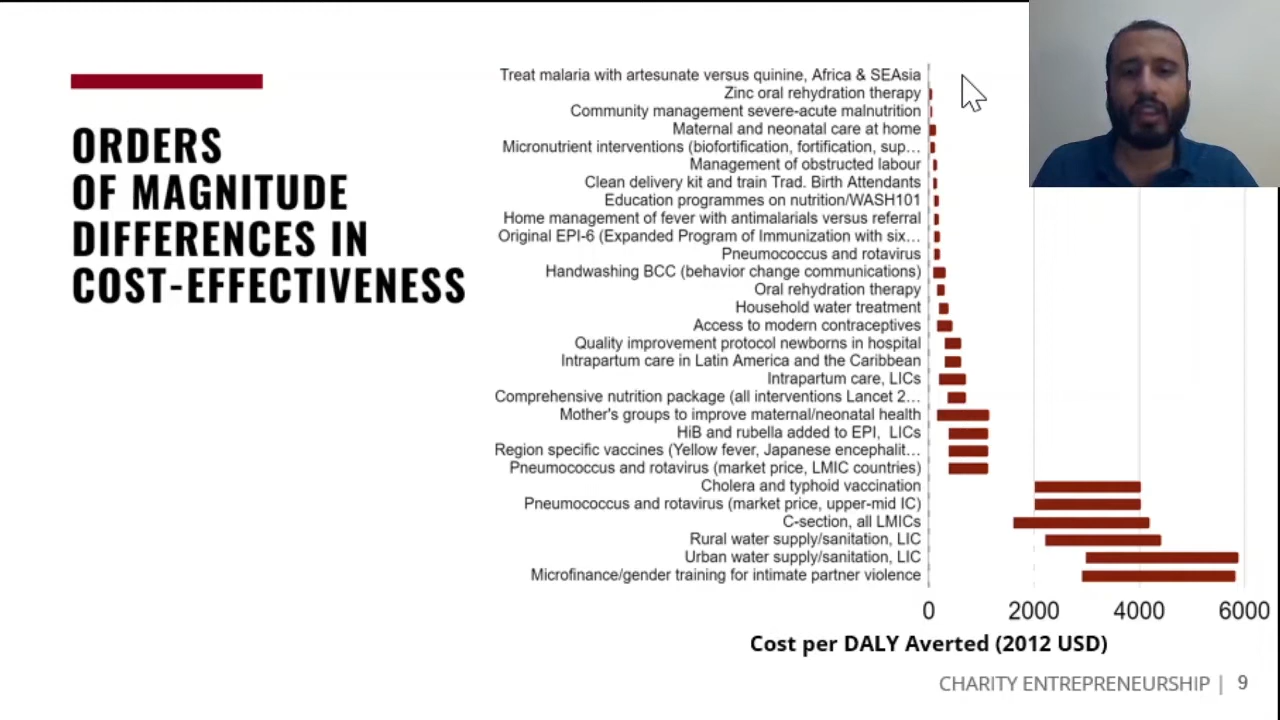 ORDERS
OF MAGNITUDE
DIFFERENCES IN
COST-EFFECTIVENESS
Treat malaria with artesunate versus quinine, Africa & SEAsia
Zinc oral rehydration therapy
Community management severe-acute malnutrition
Maternal and neonatal care at home
Micronutrient interventions (biofortification, fortification, sup…
Management of obstructed labour
Clean delivery kit and train Trad. Birth Attendants
Education programmes on nutrition/WASH101
Home management of fever with antimalarials versus referral
Original EPI-6 (Expanded Program of Immunization with six…
Pneumococcus and rotavirus
Handwashing BCC (behavior change communications)
Oral rehydration therapy
Household water treatment
Access to modern contraceptives
Quality improvement protocol newborns in hospital
Intrapartum care in Latin America and the Caribbean
Intrapartum care, LICs
Comprehensive nutrition package (all interventions Lancet 2…
Mother's groups to improve maternal/neonatal health
HiB and rubella added to EPI, LICs
Region specific vaccines (Yellow fever, Japanese encephalit…
Pneumococcus and rotavirus (market price, LMIC countries)
Cholera and typhoid vaccination
Pneumococcus and rotavirus (market price, upper-mid IC)
C-section, all LMICs
Rural water supply/sanitation, LIC
Urban water supply/sanitation, LIC
Microfinance/gender training for intimate partner violence
0 2000 4000 6000
Cost per DALY Averted (2012 USD)
CHARITY ENTREPRENEURSHIP | 9